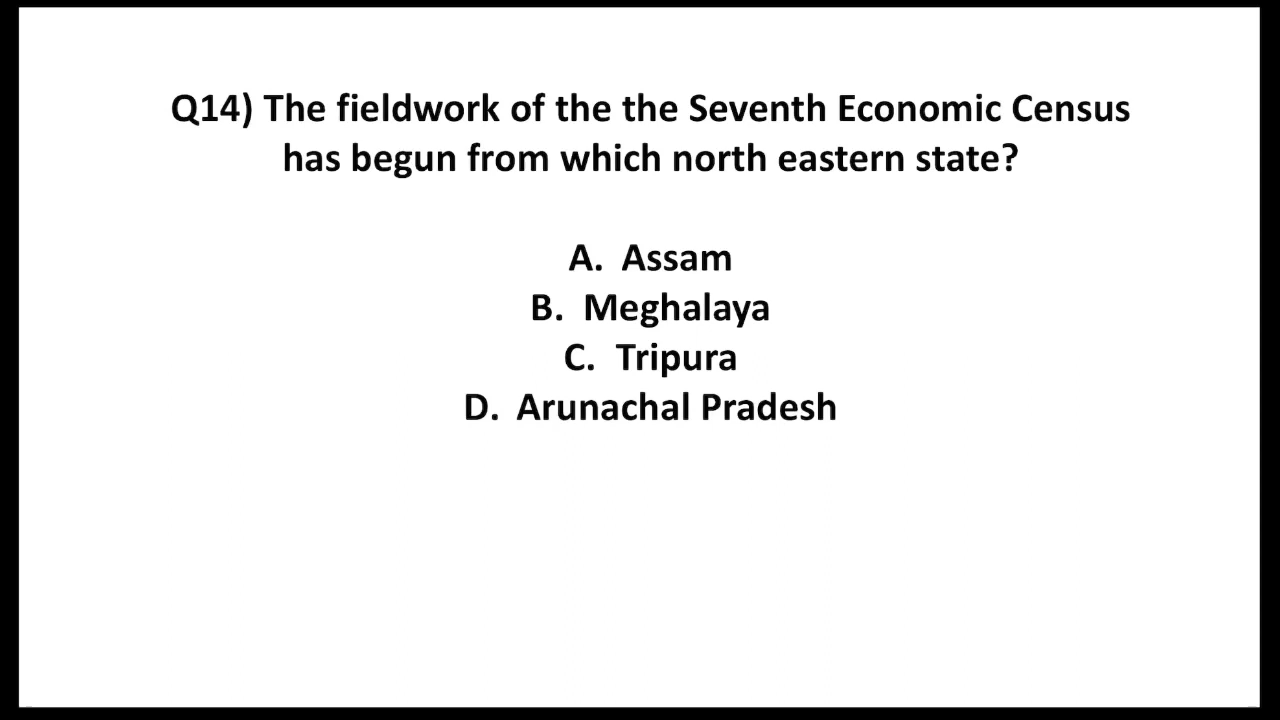 Q14) The fieldwork of the the Seventh Economic Census
has begun from which north eastern state?
A. Assam
B. Meghalaya
C. Tripura
D. Arunachal Pradesh